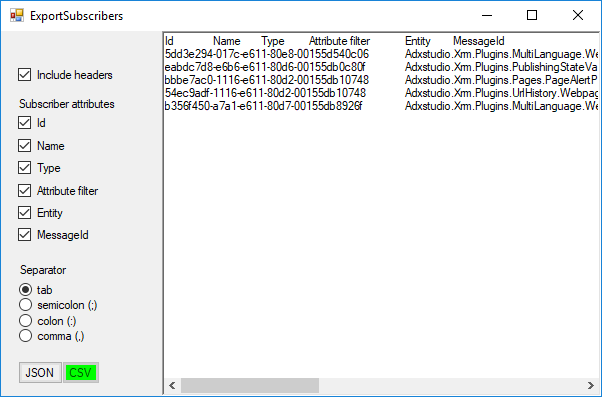 ExportSubscribers
Include headers
Subscriber attributes
Id
Name
Type
Attribute filter
Entity
MessageId
Separator
tab
semicolon (;)
colon (:)
comma (,)
JSON CSV
Id Name Type Attribute filter Entity MessageId
5dd3e294-017c-e611-80e8-00155d540c06 Adxstudio.Xrm.Plugins.MultiLanguage.We
eabdc7d8-e6b6-e611-80d6-00155db0c80f Adxstudio.Xrm.Plugins.PublishingStateVa
bbbe7ac0-1116-e611-80d2-00155db10748 Adxstudio.Xrm.Plugins.Pages.PageAlertP
54ec9adf-1116-e611-80d2-00155db10748 Adxstudio.Xrm.Plugins.UrlHistory.Webpag
b356f450-a7a1-e611-80d7-00155db8926f Adxstudio.Xrm.Plugins.MultiLanguage.We